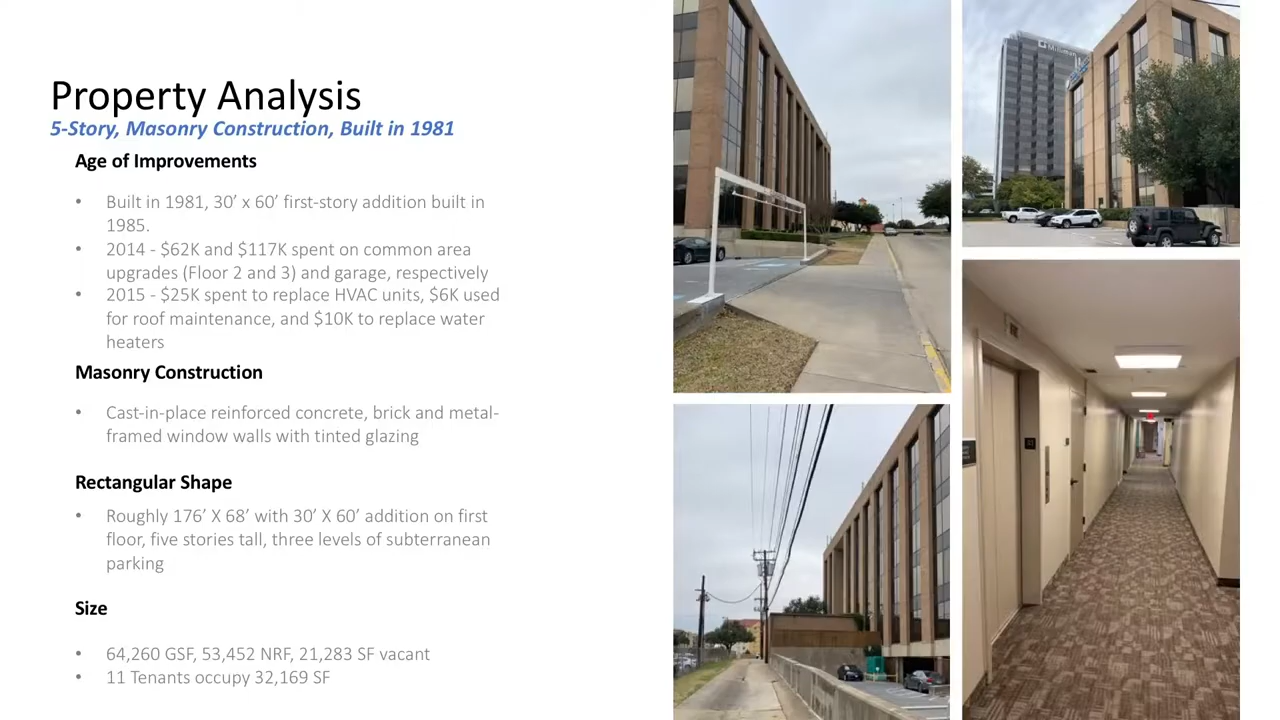 Property Analysis
5-Story, Masonry Construction, Built in 1981
Age of Improvements
• Built in 1981, 30’ x 60’ first-story addition built in
1985.
• 2014 - $62K and $117K spent on common area
upgrades (Floor 2 and 3) and garage, respectively
• 2015 - $25K spent to replace HVAC units, $6K used
for roof maintenance, and $10K to replace water
heaters
Masonry Construction
• Cast-in-place reinforced concrete, brick and metal-
framed window walls with tinted glazing
Rectangular Shape
• Roughly 176’ X 68’ with 30’ X 60’ addition on first
floor, five stories tall, three levels of subterranean
parking
Size
• 64,260 GSF, 53,452 NRF, 21,283 SF vacant
• 11 Tenants occupy 32,169 SF
Milliman